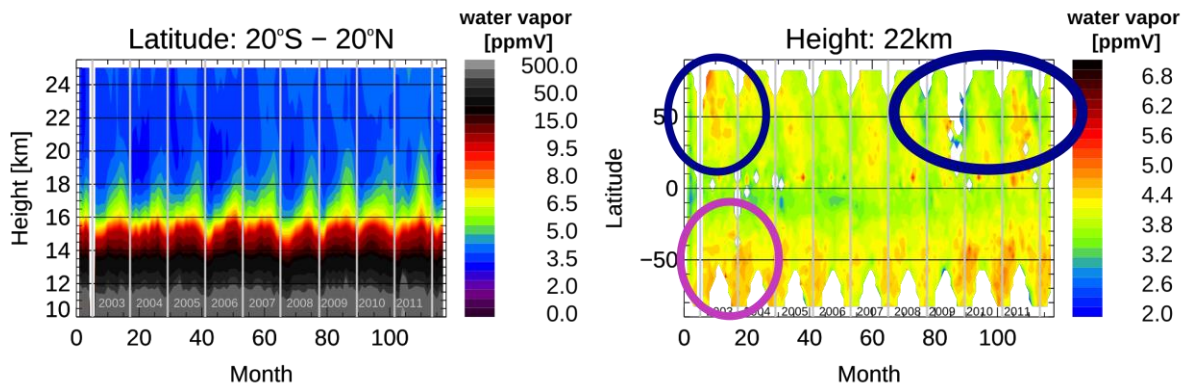 water vapor
[ppmV]
Latitude: 20°S − 20°N
Height [km]
24
22
20
18
16
14
12
10
2003 2004 2005 2006 2007 2008 2009 2010 2011
0 20 40 60 80 100
Month
500.0
50.0
15.0
9.5
8.0
6.5
5.0
3.5
2.0
0.0
water vapor
[ppmV]
Height: 22km
Latitude
50
0
−50
2004 2005 2006 2007 2008 2009 2010 2011
0 20 40 60 80 100
Month
6.8
6.2
5.6
5.0
4.4
3.8
3.2
2.6
2.0